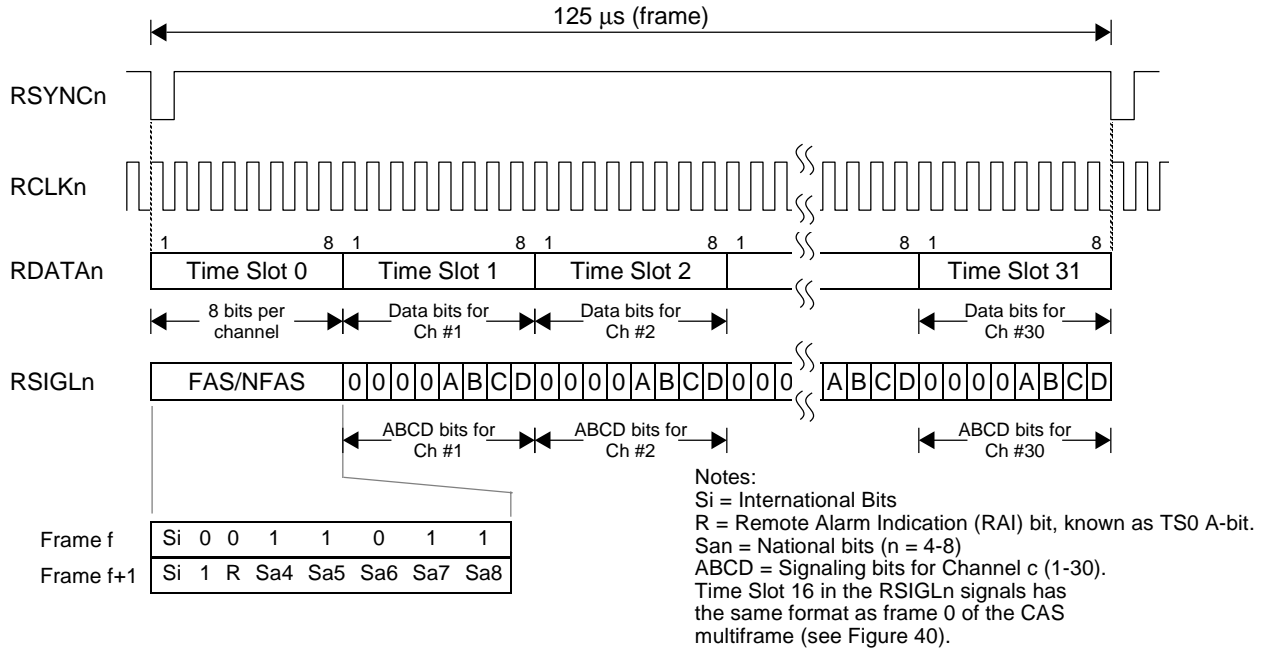 125 μs (frame)
RSYNCn
RCLKn
1 8 1 8 1 8 1 8 1 8
RDATAn Time Slot 0 Time Slot 1 Time Slot 2 Time Slot 31
8 bits per channel
Data bits for Ch #1
Data bits for Ch #2
Data bits for Ch #30
RSIGLn FAS/NFAS 0 0 0 0 A B C D 0 0 0 0 A B C D 0 0 0 0 A B C D 0 0 0 0 A B C D
ABCD bits for Ch #1
ABCD bits for Ch #2
ABCD bits for Ch #30
Frame f Si 0 0 1 1 0 1 1
Frame f+1 Si 1 R Sa4 Sa5 Sa6 Sa7 Sa8
Notes:
Si = International Bits
R = Remote Alarm Indication (RAI) bit, known as TS0 A-bit.
San = National bits (n = 4-8)
ABCD = Signaling bits for Channel c (1-30).
Time Slot 16 in the RSIGLn signals has
the same format as frame 0 of the CAS
multiframe (see Figure 40).